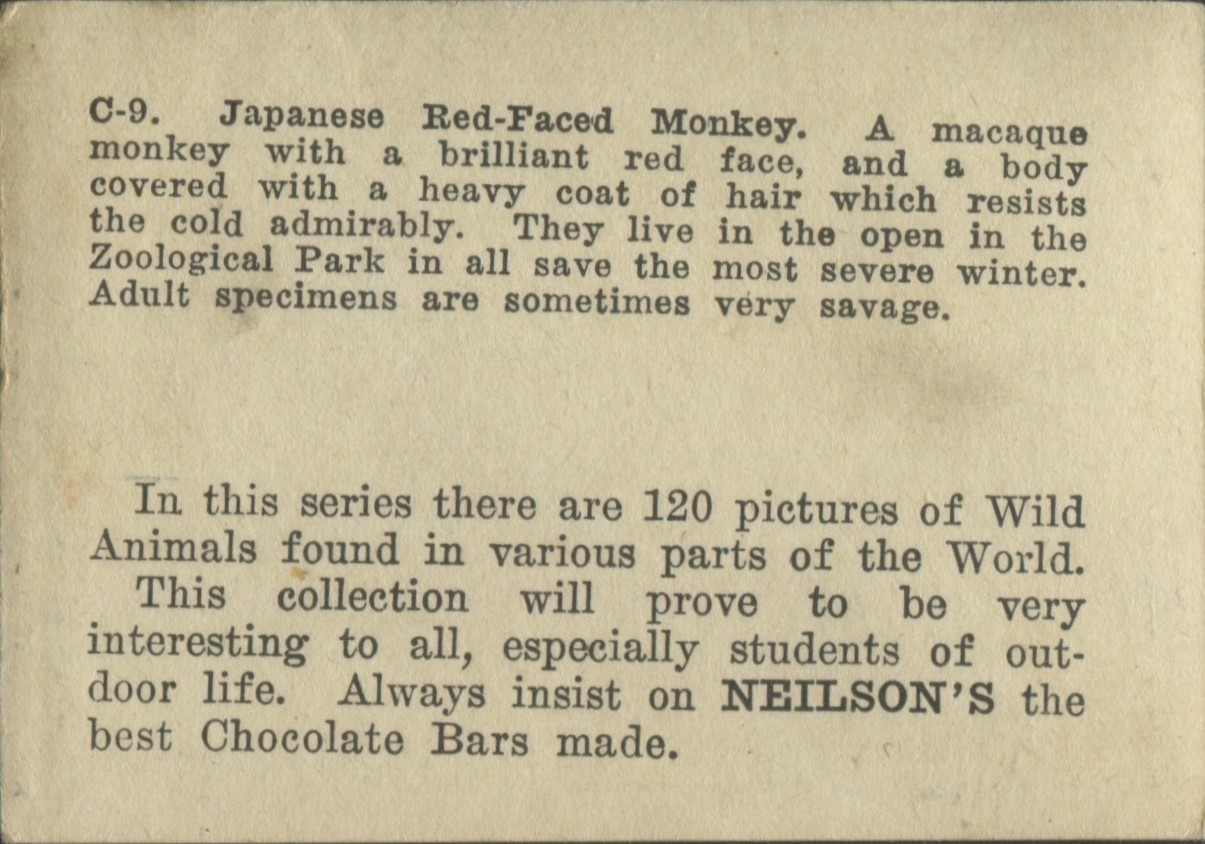 C-9. Japanese Red-Faced Monkey. A macaque
monkey with a brilliant red face, and a body
covered with a heavy coat of hair which resists
the cold admirably. They live in the open in the
Zoological Park in all save the most severe winter.
Adult specimens are sometimes very savage.
In this series there are 120 pictures of Wild
Animals found in various parts of the World.
This collection will prove to be very
interesting to all, especially students of out-
door life. Always insist on NEILSON'S the
best Chocolate Bars made.